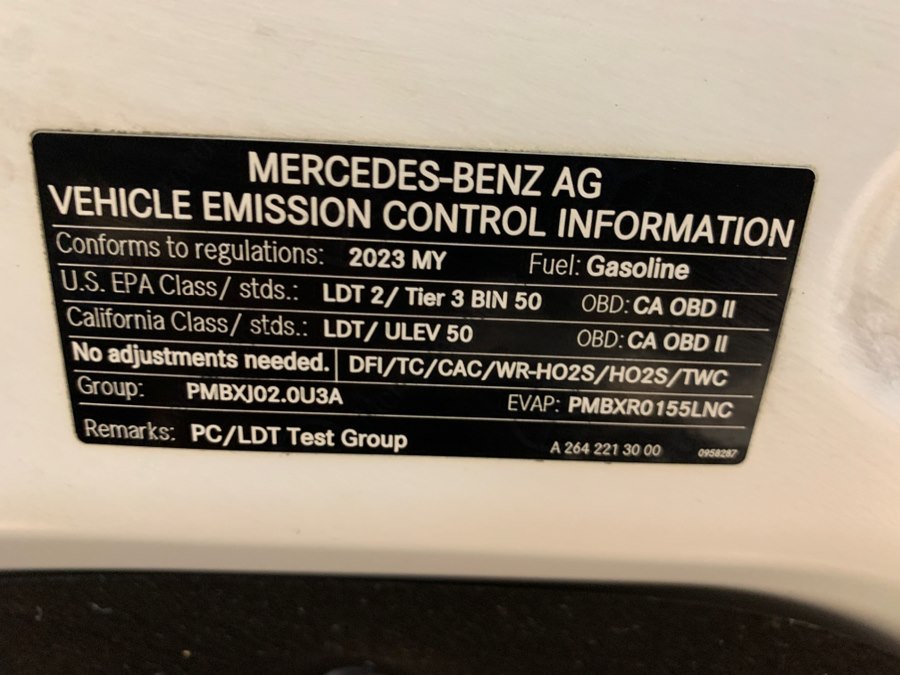 MERCEDES-BENZ AG
VEHICLE EMISSION CONTROL INFORMATION
Conforms to regulations: 2023 MY Fuel: Gasoline
U.S. EPA Class/ stds.: LDT 2/ Tier 3 BIN 50 OBD: CA OBD II
California Class/ stds.: LDT/ ULEV 50 OBD: CA OBD II
No adjustments needed. DFI/TC/CAC/WR-HO2S/HO2S/TWC
Group: PMBXJ02.0U3A EVAP: PMBXR0155LNC
Remarks: PC/LDT Test Group A 264 221 30 00 0958287